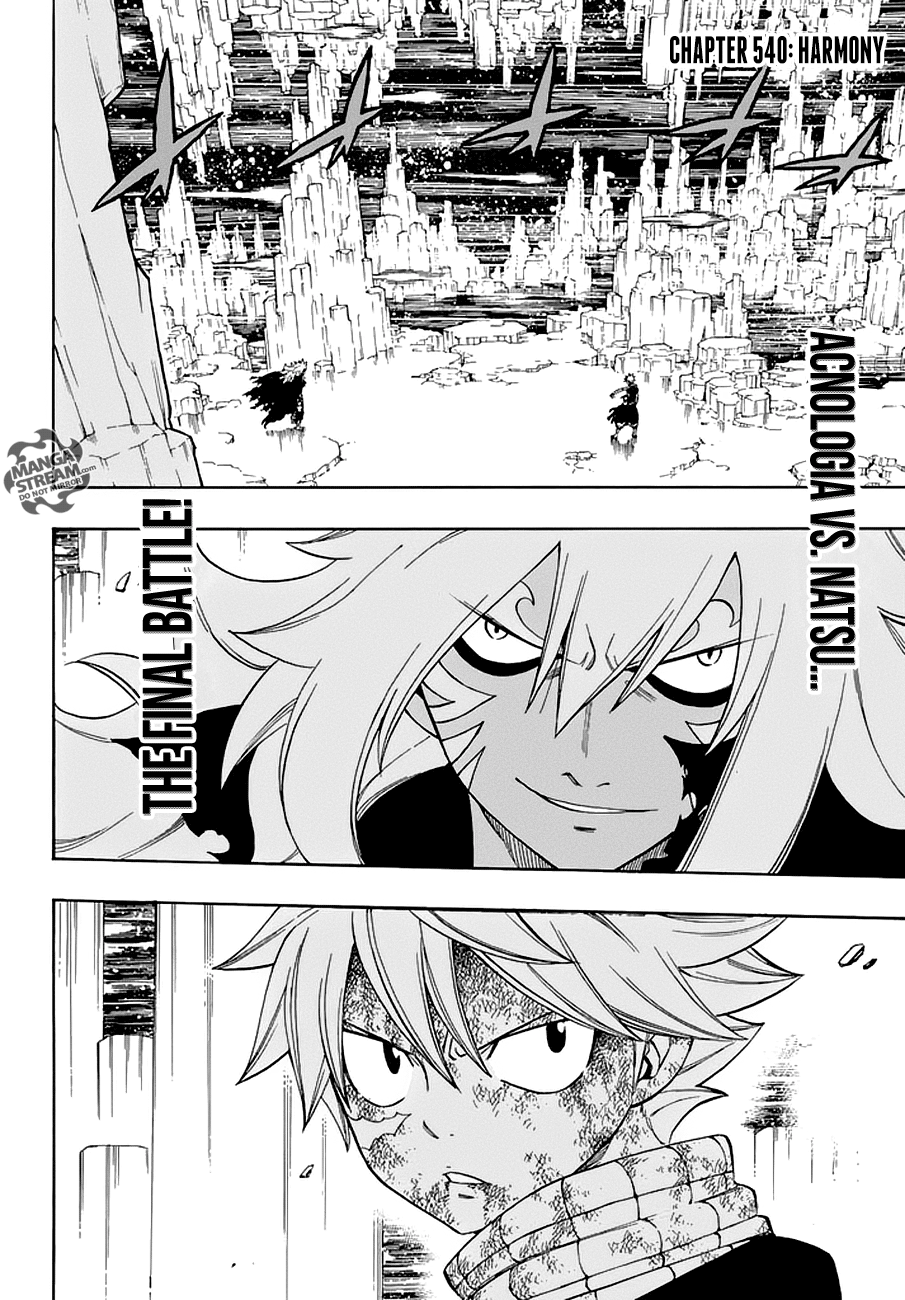 CHAPTER 540: HARMONY
ACNOLOGIA VS. NATSU...
THE FINAL BATTLE!
MANGA
STREAM.com
DO NOT MIRROR